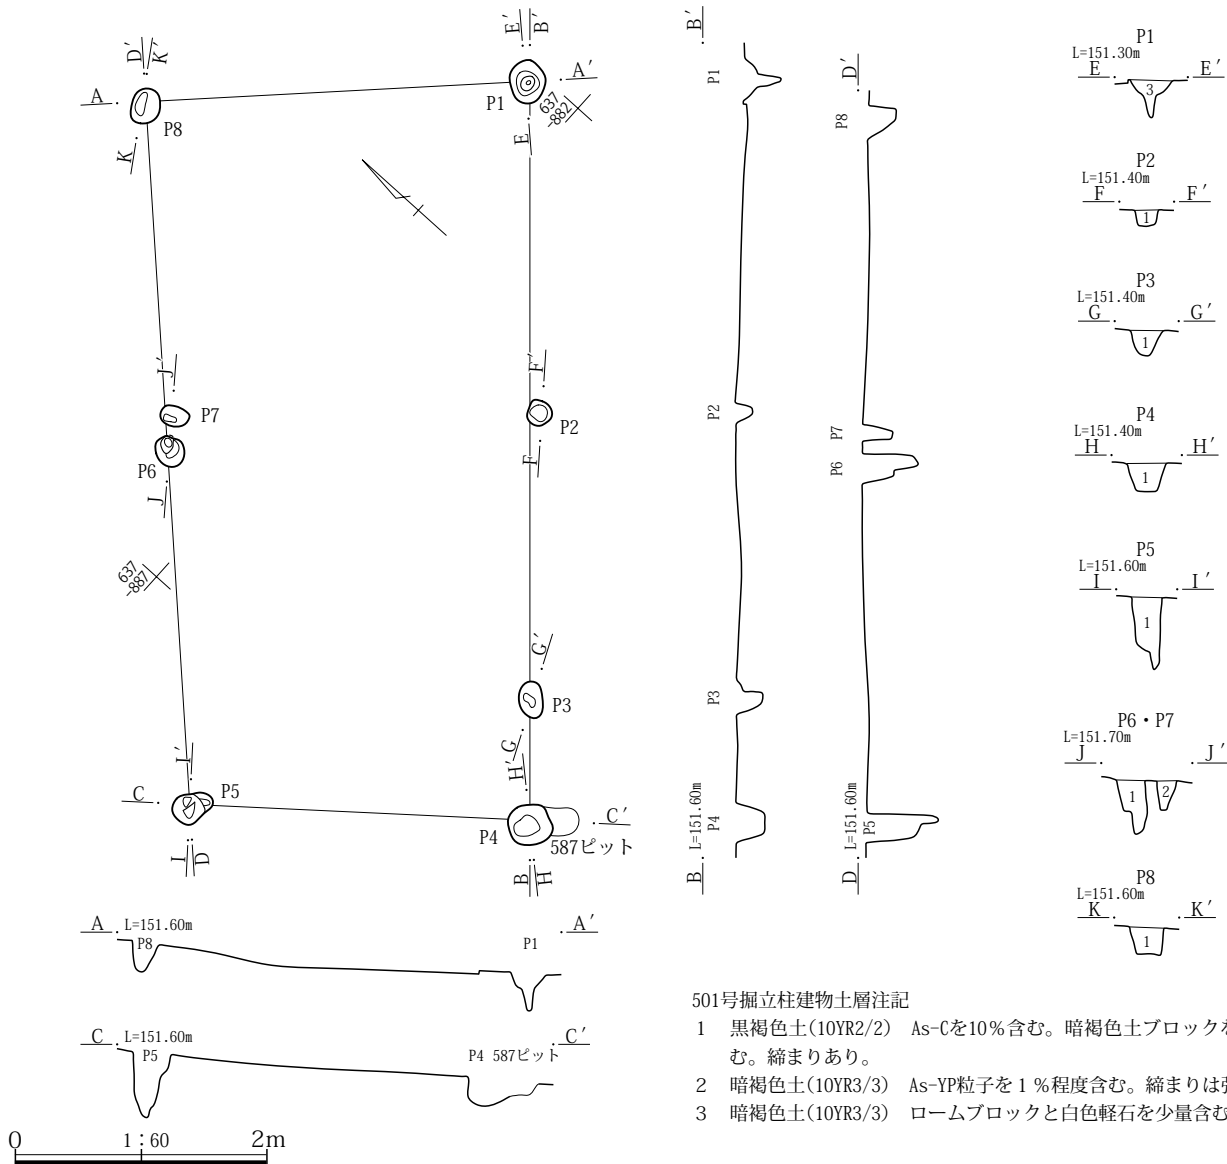 D′
K′
E′
B′
A
A′
P8
P1
K
E
637
-882
J′
F′
P7
P2
P6
F
J
637
-887
G′
P3
G
I′
H′
C
P5
C′
P4
587ピット
I
D
B
H
A L=151.60m A′
P8 P1
C L=151.60m C′
P5 P4 587ピット
0 1：60 2m
B′
P1
P2
P3
P4
L=151.60m
B
D′
P8
P7
P6
P5
L=151.60m
D
P1
L=151.30m
E E′
3
P2
L=151.40m
F F′
1
P3
L=151.40m
G G′
1
P4
L=151.40m
H H′
1
P5
L=151.60m
I I′
1
P6・P7
L=151.70m
J J′
1 2
P8
L=151.60m
K K′
1
501号掘立柱建物土層注記
1 黒褐色土(10YR2/2) As-Cを10％含む。暗褐色土ブロック
む。締まりあり。
2 暗褐色土(10YR3/3) As-YP粒子を１％程度含む。締まりは
3 暗褐色土(10YR3/3) ロームブロックと白色軽石を少量含む